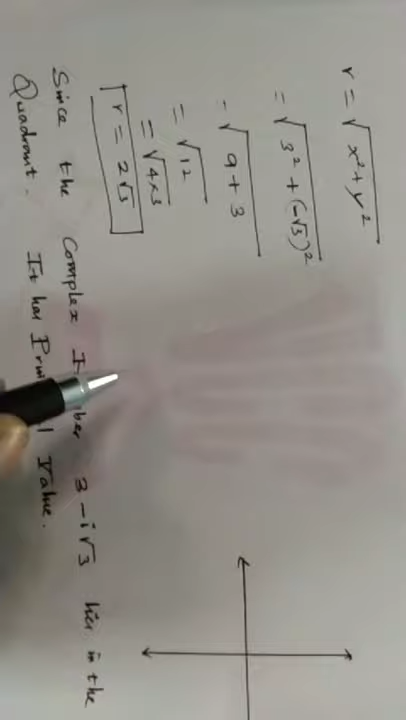 r = √x²+y²
= √3²+(-√3)²
= √9+3
= √12
= √4×3
r = 2√3
Since the Complex 3-i√3 lies in the
Quadrant. It has Value.